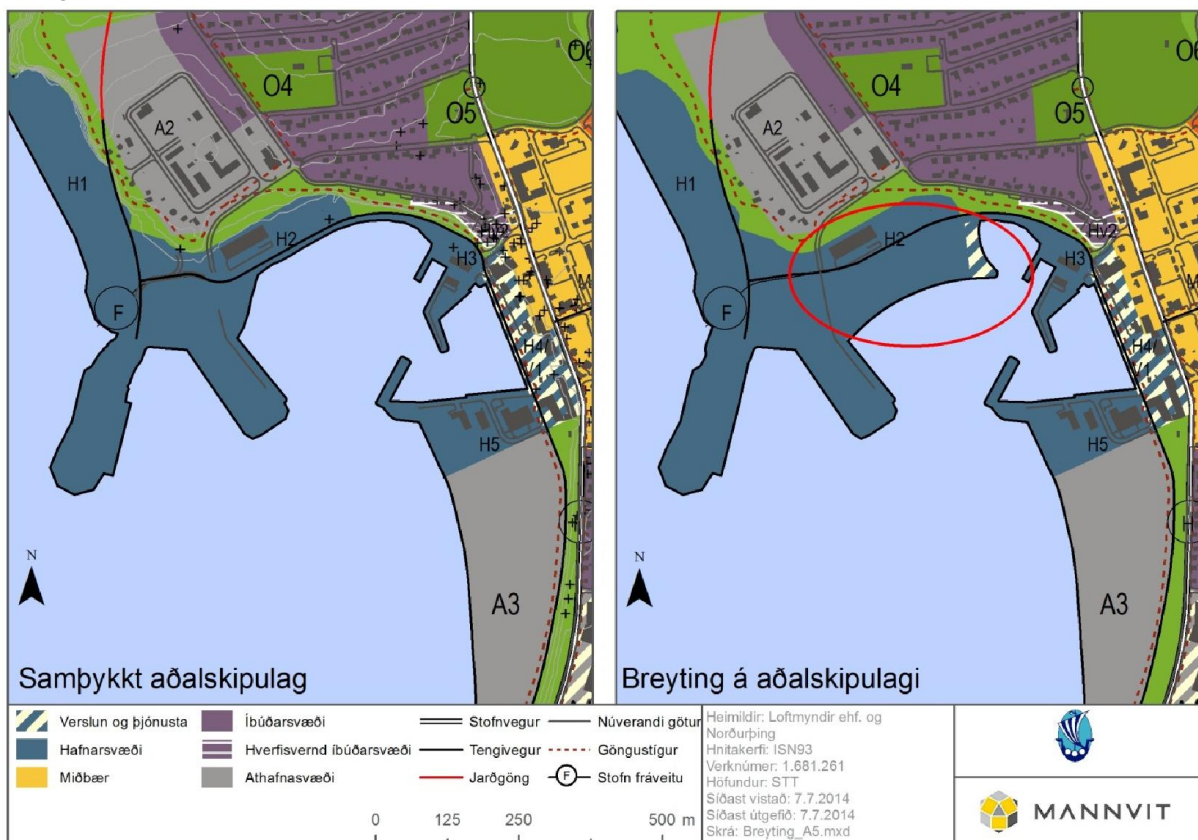 O4
O5
O6
A2
H1
H2
H3
Hv2
F
M
H4/
V1
H5
N
A3
Samþykkt aðalskipulag
O4
O5
O6
A2
H1
H2
Hv2
H3
F
M
H4/
V1
H5
H
N
A3
Breyting á aðalskipulagi
Verslun og þjónusta
Hafnarsvæði
Miðbær
Íbúðarsvæði
Hverfisvernd íbúðarsvæði
Athafnasvæði
Stofnvegur
Tengivegur
Jarðgöng
Núverandi götur
Göngustígur
F Stofn fráveitu
0 125 250 500 m
Heimildir: Loftmyndir ehf. og
Norðurþing
Hnitakerfi: ISN93
Verknúmer: 1.681.261
Höfundur: STT
Síðast vistað: 7.7.2014
Síðast útgefið: 7.7.2014
Skrá: Breyting_A5.mxd
MANNVIT